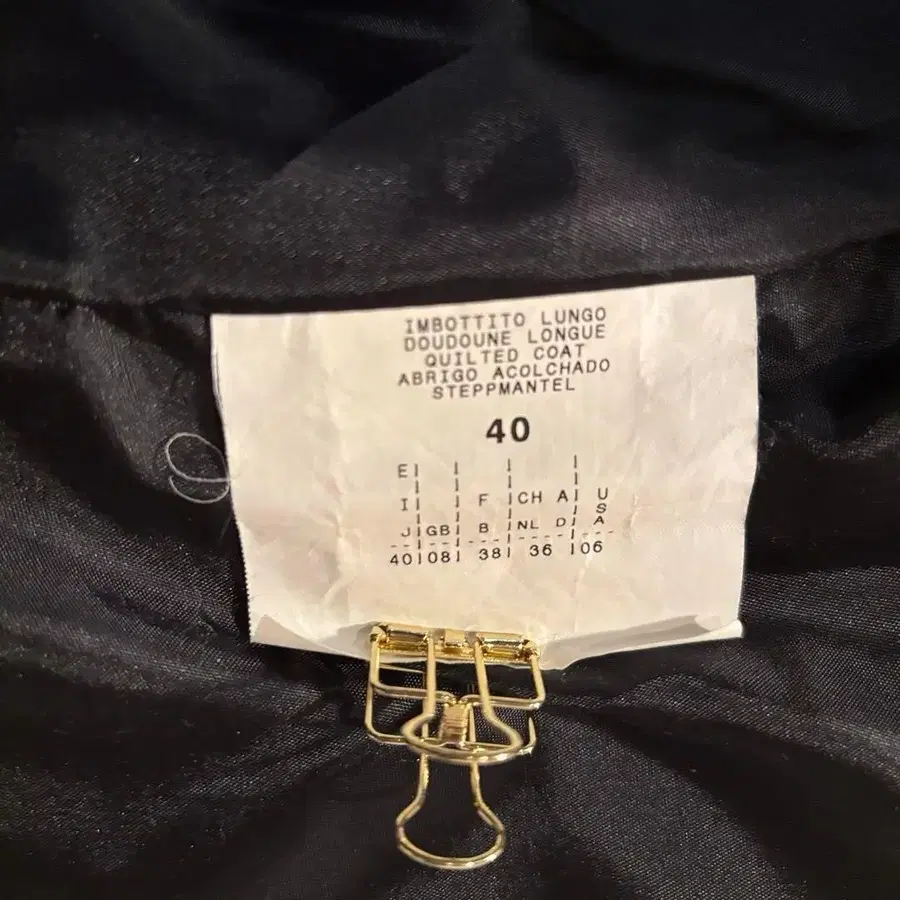 IMBOTTITO LUNGO
DOUDOUNE LONGUE
QUILTED COAT
ABRIGO ACOLCHADO
STEPPMANTEL
40
E
I F CH A U
S
J GB B NL D A
40 08 38 36 06